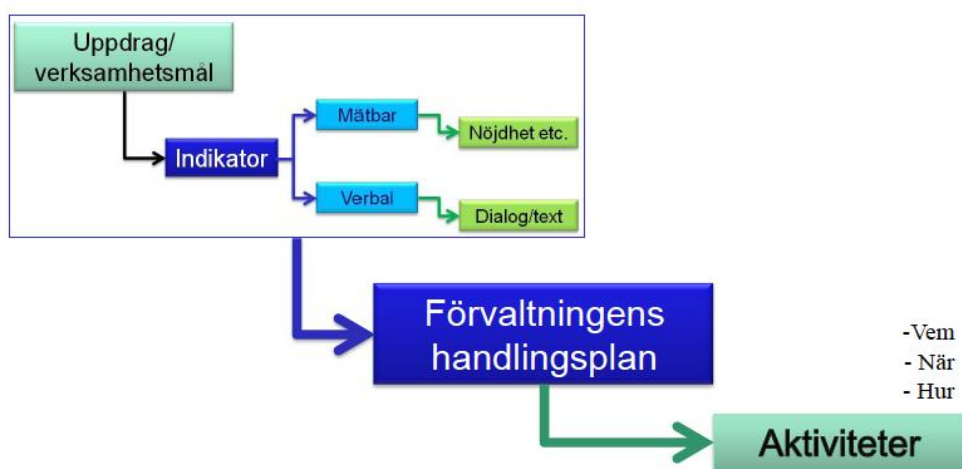 Uppdrag/
verksamhetsmål
Indikator
Mätbar
Nöjdhet etc.
Verbal
Dialog/text
Förvaltningens
handlingsplan
-Vem
- När
- Hur
Aktiviteter